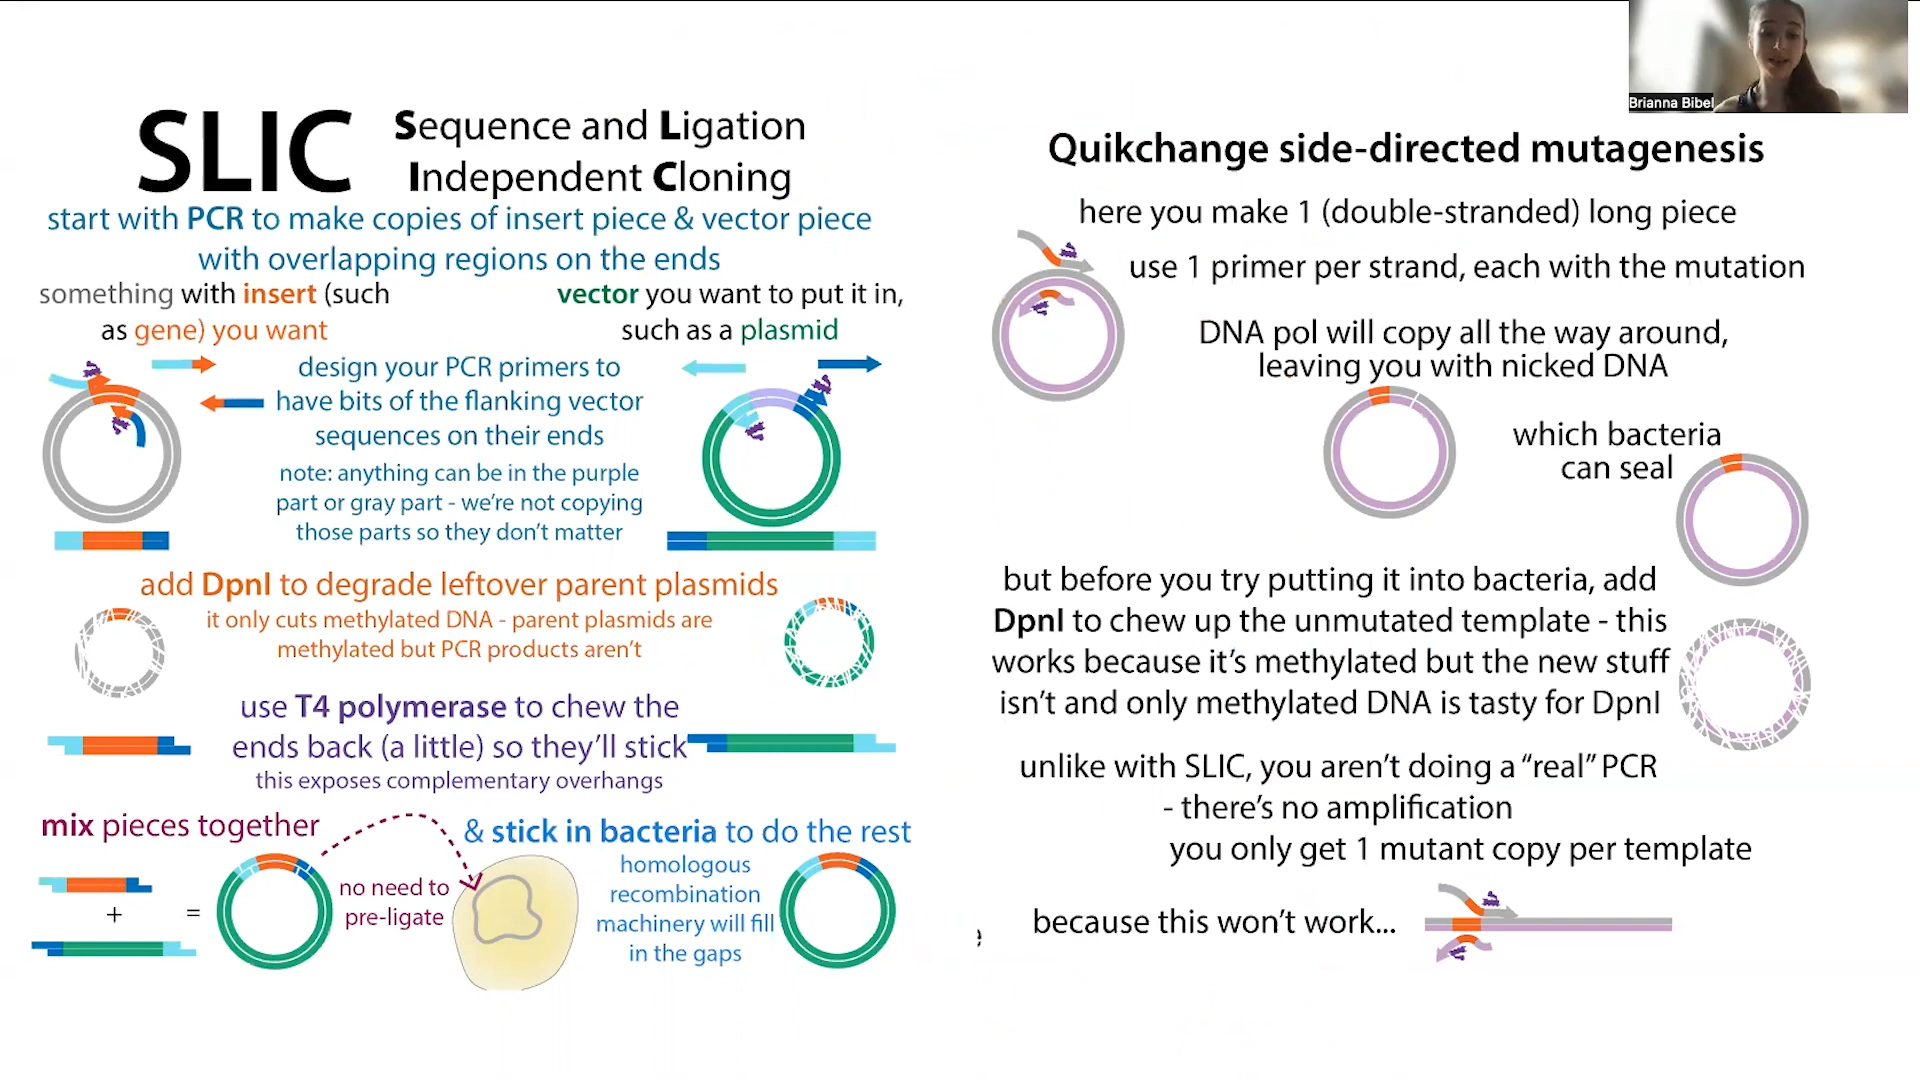 SLIC
Sequence and Ligation
Independent Cloning
start with PCR to make copies of insert piece & vector piece
with overlapping regions on the ends
something with insert (such
as gene) you want
vector you want to put it in,
such as a plasmid
design your PCR primers to
have bits of the flanking vector
sequences on their ends
note: anything can be in the purple
part or gray part - we're not copying
those parts so they don't matter
add DpnI to degrade leftover parent plasmids
it only cuts methylated DNA - parent plasmids are
methylated but PCR products aren't
use T4 polymerase to chew the
ends back (a little) so they'll stick
this exposes complementary overhangs
mix pieces together
+
=
no need to
pre-ligate
& stick in bacteria to do the rest
homologous
recombination
machinery will fill
in the gaps
Brianna Bibel
Quikchange side-directed mutagenesis
here you make 1 (double-stranded) long piece
use 1 primer per strand, each with the mutation
DNA pol will copy all the way around,
leaving you with nicked DNA
which bacteria
can seal
but before you try putting it into bacteria, add
DpnI to chew up the unmutated template - this
works because it's methylated but the new stuff
isn't and only methylated DNA is tasty for DpnI
unlike with SLIC, you aren't doing a “real” PCR
- there's no amplification
you only get 1 mutant copy per template
because this won't work...